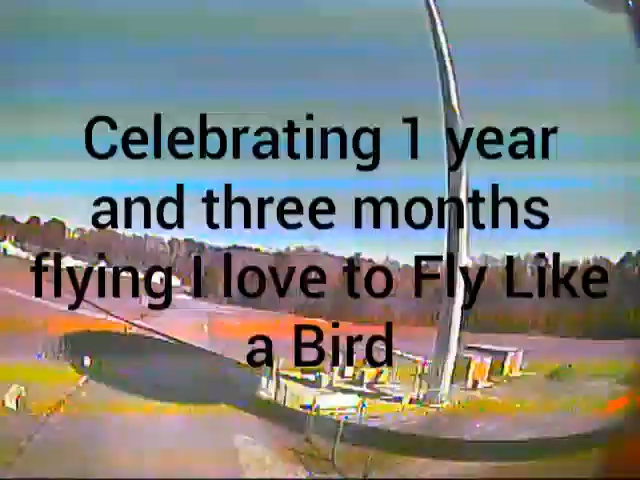 Celebrating 1 year
and three months
flying I love to Fly Like
a Bird